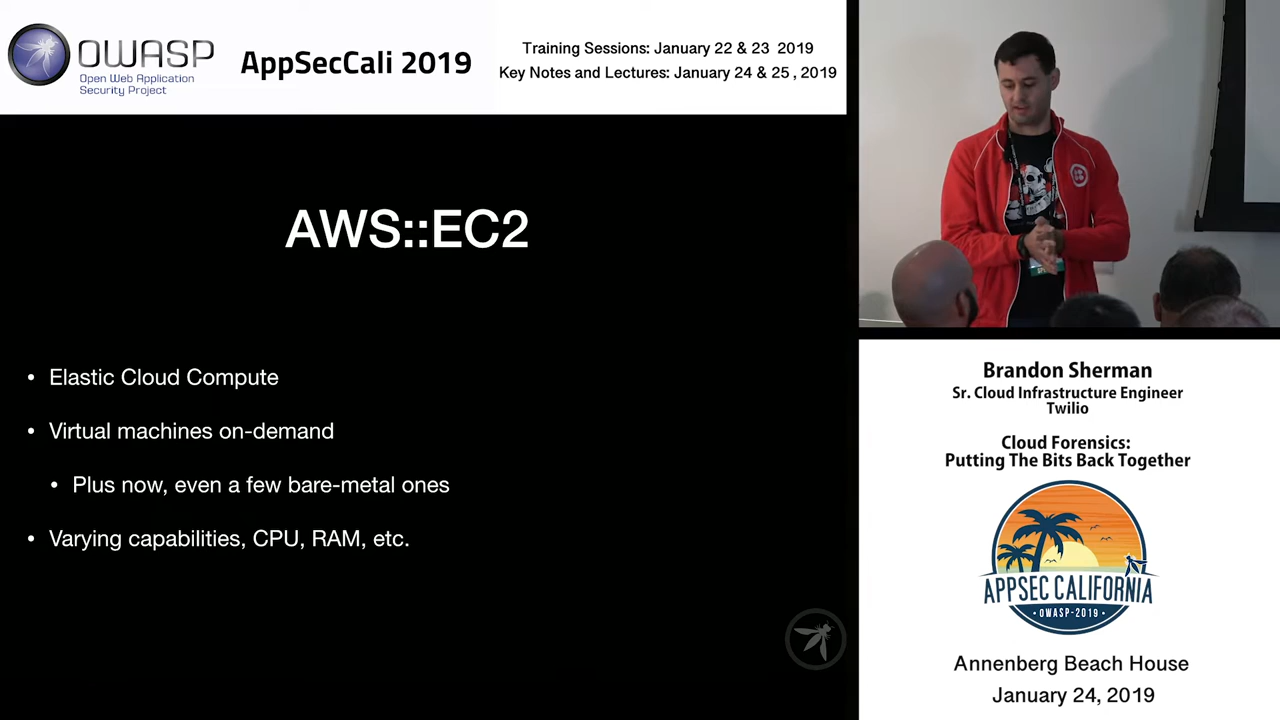 OWASP
Open Web Application
Security Project
AppSecCali 2019
Training Sessions: January 22 & 23 2019
Key Notes and Lectures: January 24 & 25 , 2019
AWS::EC2
• Elastic Cloud Compute
• Virtual machines on-demand
• Plus now, even a few bare-metal ones
• Varying capabilities, CPU, RAM, etc.
Brandon Sherman
Sr. Cloud Infrastructure Engineer
Twilio
Cloud Forensics:
Putting The Bits Back Together
APPSEC CALIFORNIA
• OWASP-2019 •
Annenberg Beach House
January 24, 2019